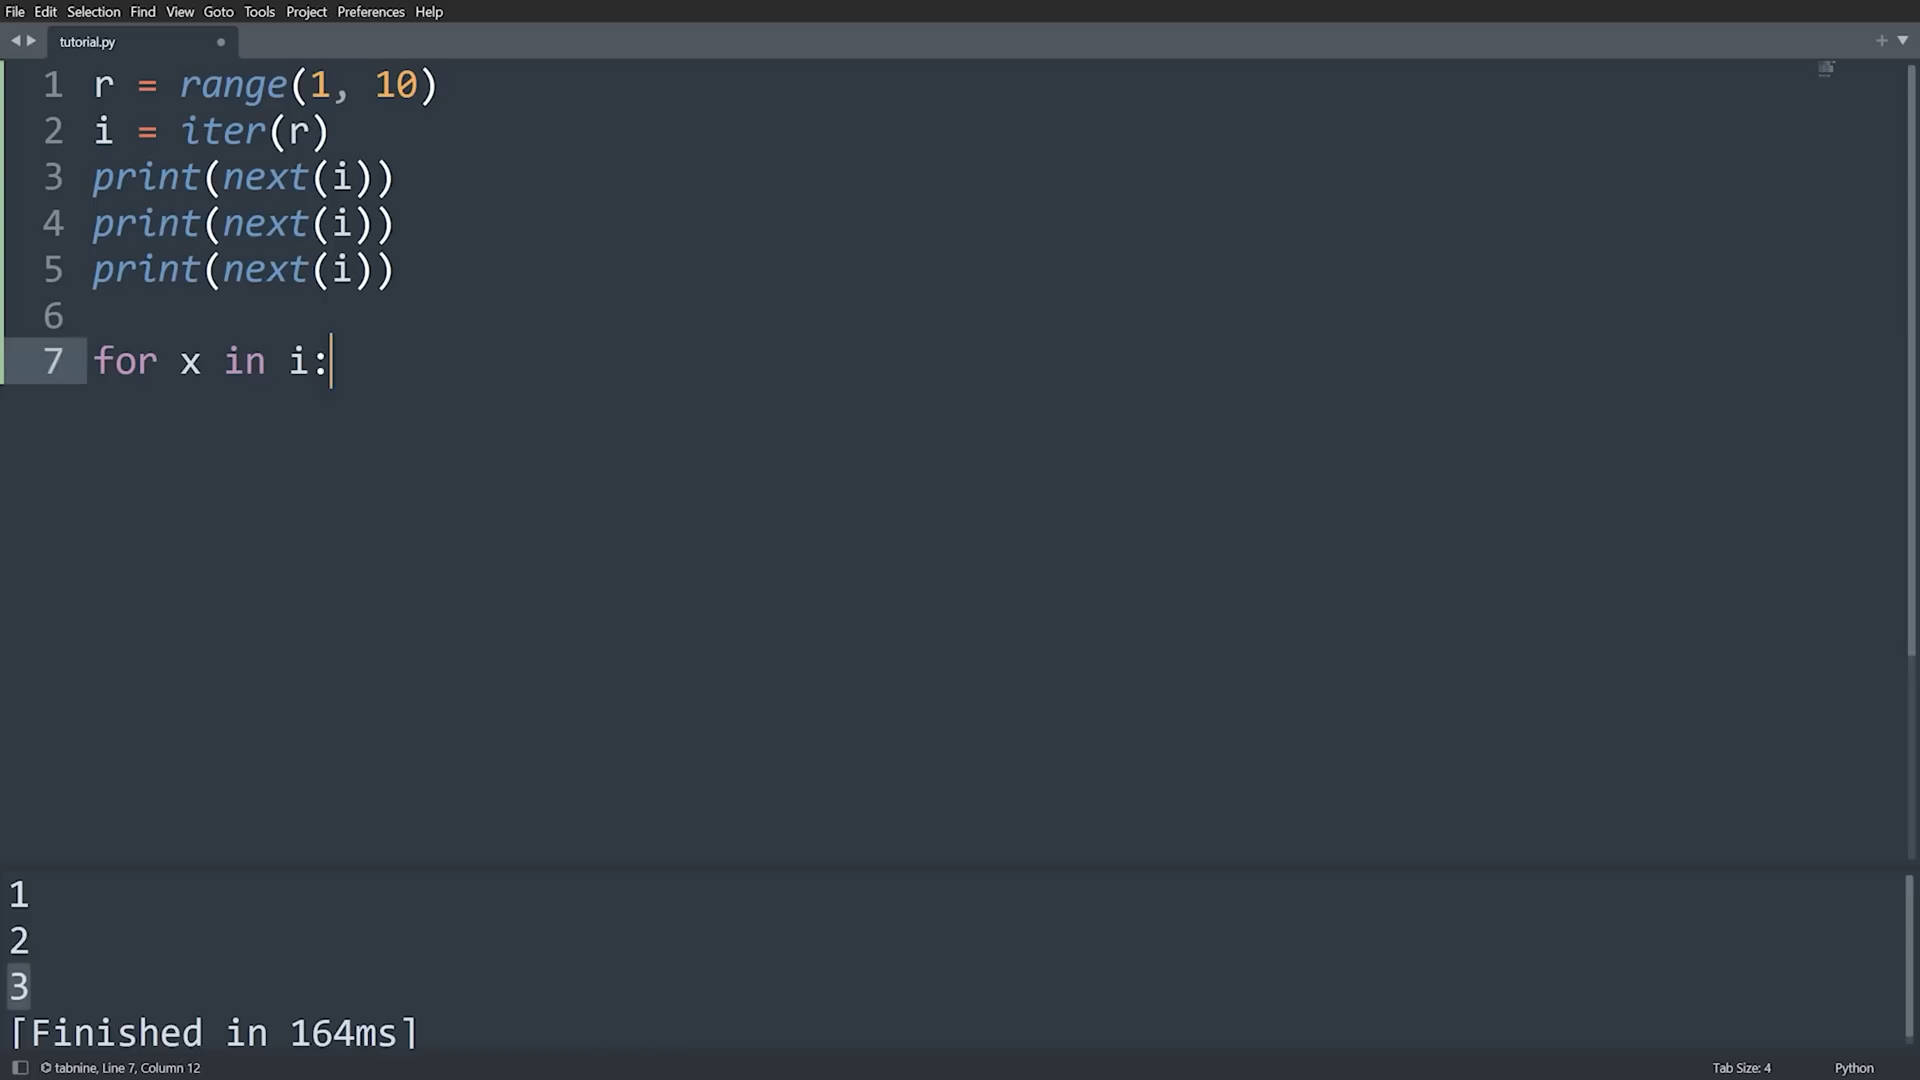 File Edit Selection Find View Goto Tools Project Preferences Help
tutorial.py
1 r = range(1, 10)
2 i = iter(r)
3 print(next(i))
4 print(next(i))
5 print(next(i))
6
7 for x in i:
1
2
3
[Finished in 164ms]
tabnine, Line 7, Column 12 Tab Size: 4 Python